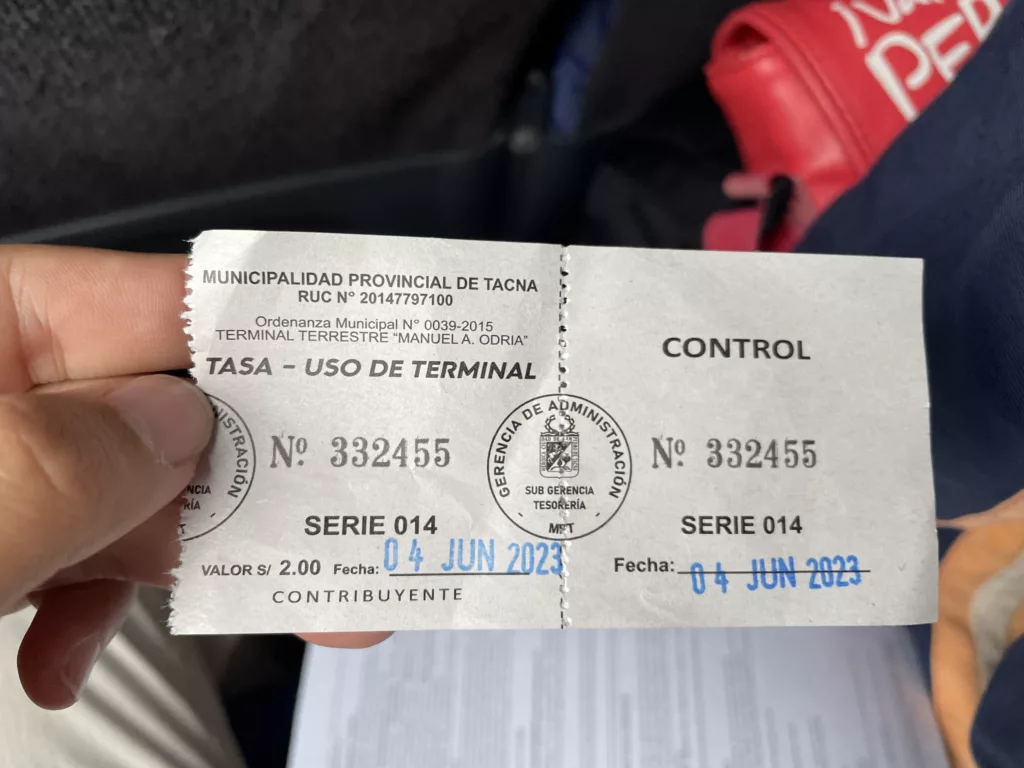 MUNICIPALIDAD PROVINCIAL DE TACNA
RUC N° 20147797100
Ordenanza Municipal N° 0039-2015
TERMINAL TERRESTRE "MANUEL A. ODRIA"
TASA - USO DE TERMINAL
Nº 332455
SERIE 014
VALOR S/ 2.00 Fecha: 04 JUN 2023
CONTRIBUYENTE
GERENCIA DE ADMINISTRACIÓN
SUB GERENCIA
TESORERÍA
MPT
CONTROL
Nº 332455
SERIE 014
Fecha: 04 JUN 2023